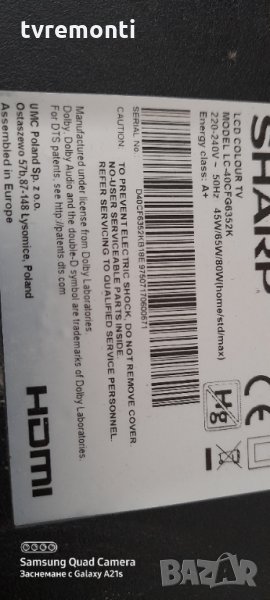 tvremonti
SHARP
LCD COLOUR TV
MODEL LC-40CFG6352K
220-240V~ 50Hz 45W/65W/80W(home/std/max)
Energy class: A+
SERIAL No
D40CFG6352K/B18E 97507170600671
CAUTION:
TO PREVENT ELECTRIC SHOCK, DO NOT REMOVE COVER.
NO USER SERVICEABLE PARTS INSIDE.
REFER SERVICING TO QUALIFIED SERVICE PERSONNEL.
Manufactured under license from Dolby Laboratories
Dolby, Dolby Audio and the double-D symbol are trademarks of Dolby Laboratories
For DTS patents, see http://patents.dts.com
UMC Poland Sp. z o.o.
Ostaszewo 57b,87-148 Łysomice, Poland
Assembled in Europe
HDMI
Hg
Samsung Quad Camera
Заснемане с Galaxy A21s
bazar